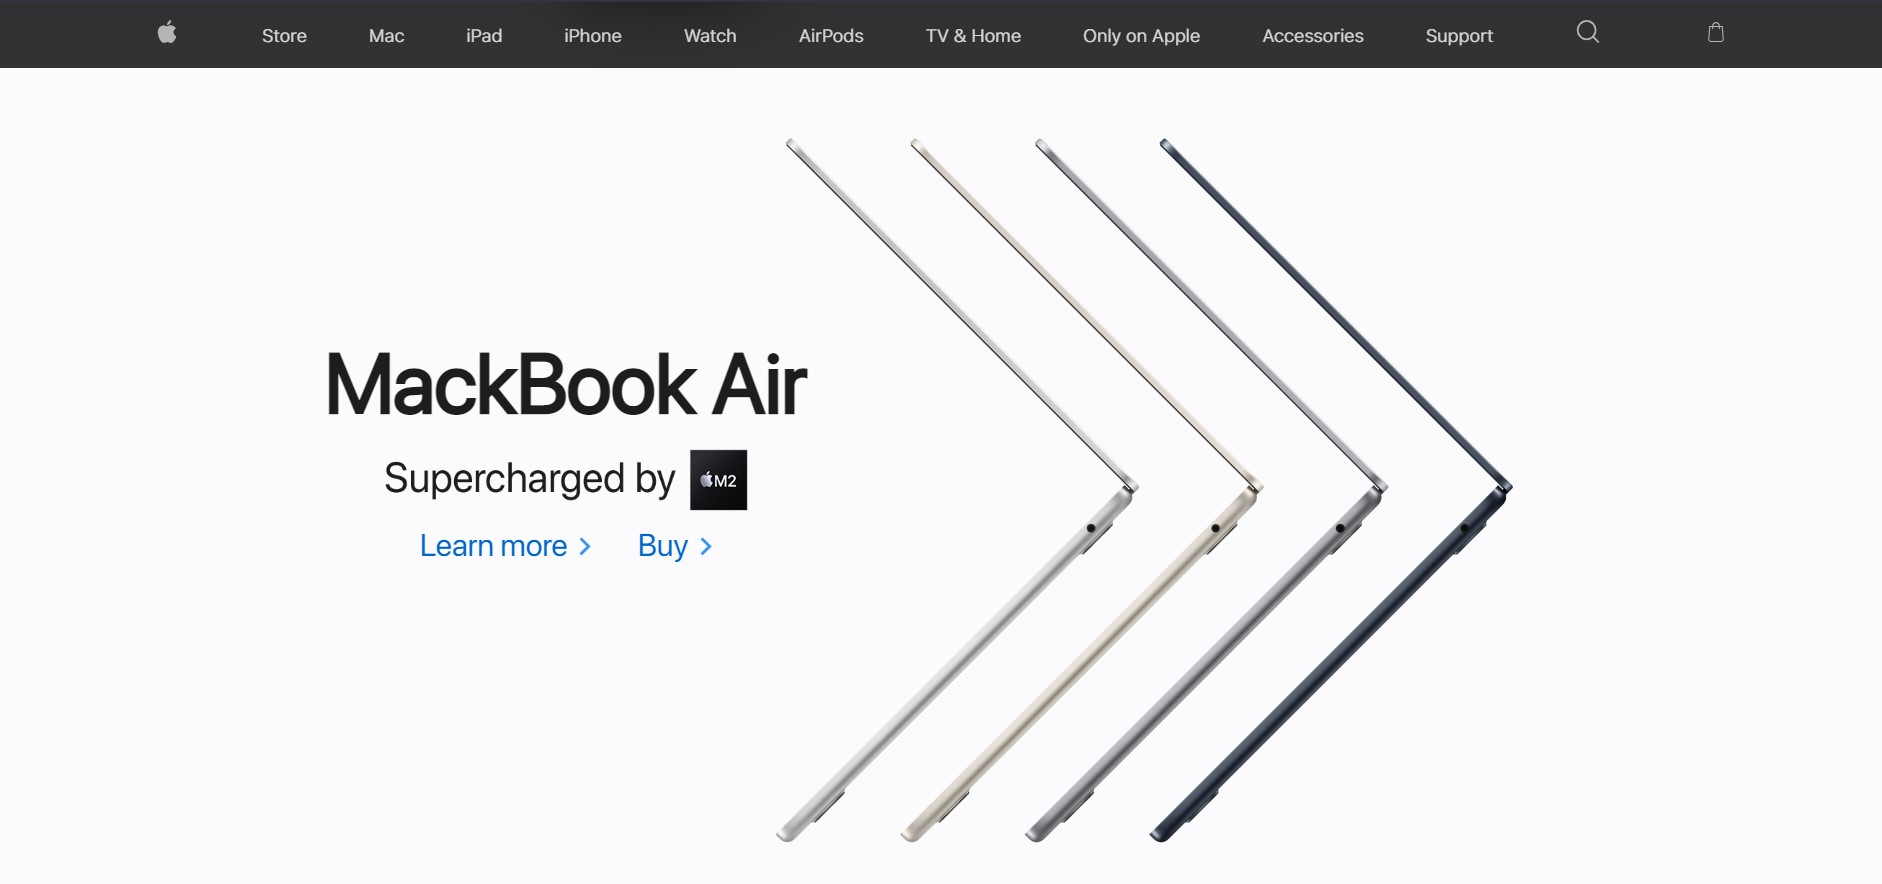 Store Mac iPad iPhone Watch AirPods TV & Home Only on Apple Accessories Support
MackBook Air
Supercharged by M2
Learn more > Buy >